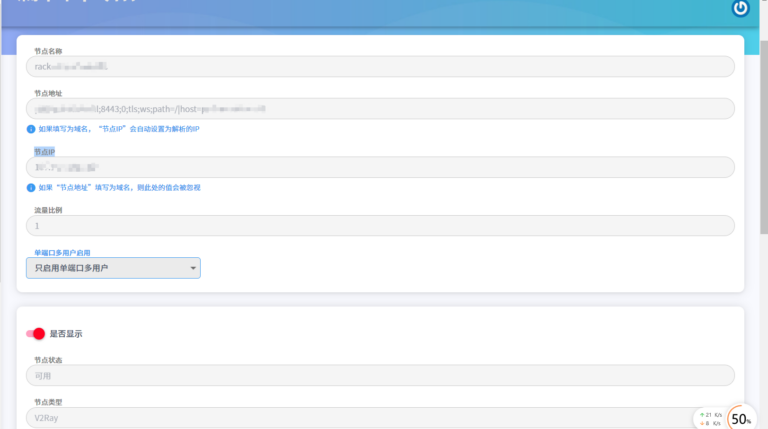 节点名称
rack
节点地址
;8443;0;tls;ws;path=/|host=
如果填写为域名，“节点IP”会自动设置为解析的IP
节点IP
如果“节点地址”填写为域名，则此处的值会被忽视
流量比例
1
单端口多用户启用
只启用单端口多用户
是否显示
节点状态
可用
节点类型
V2Ray
↑ 21 K/s
↓ 8 K/s
50%